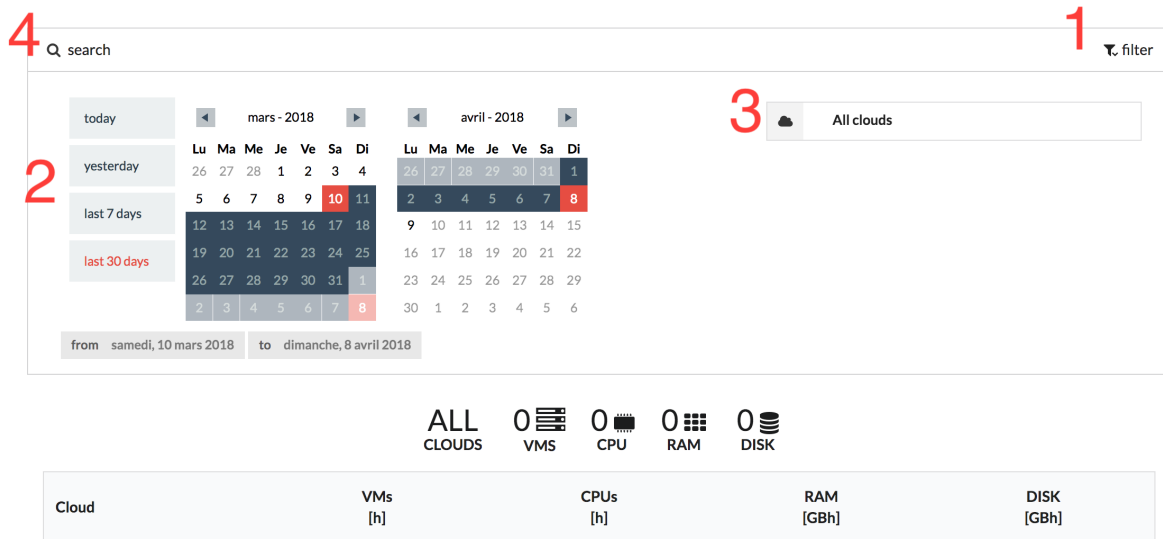 1
4
search
filter
3
All clouds
2
today
yesterday
last 7 days
last 30 days
mars - 2018
Lu Ma Me Je Ve Sa Di
26 27 28 1 2 3 4
5 6 7 8 9 10 11
12 13 14 15 16 17 18
19 20 21 22 23 24 25
26 27 28 29 30 31 1
2 3 4 5 6 7 8
avril - 2018
Lu Ma Me Je Ve Sa Di
26 27 28 29 30 31 1
2 3 4 5 6 7 8
9 10 11 12 13 14 15
16 17 18 19 20 21 22
23 24 25 26 27 28 29
30 1 2 3 4 5 6
from samedi, 10 mars 2018 to dimanche, 8 avril 2018
ALL 0 0 0 0
CLOUDS VMS CPU RAM DISK
Cloud
VMs CPUs RAM DISK
[h] [h] [GBh] [GBh]